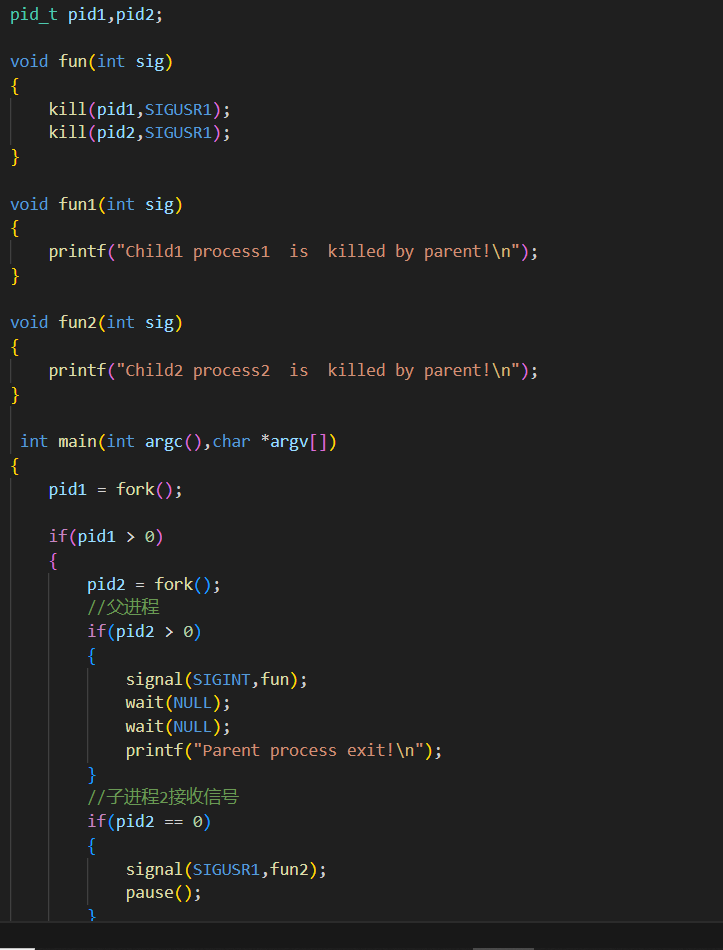 pid_t pid1,pid2;
void fun(int sig)
{
    kill(pid1,SIGUSR1);
    kill(pid2,SIGUSR1);
}
void fun1(int sig)
{
    printf("Child1 process1  is  killed by parent!\n");
}
void fun2(int sig)
{
    printf("Child2 process2  is  killed by parent!\n");
}
 int main(int argc(),char *argv[])
{
    pid1 = fork();
    if(pid1 > 0)
    {
        pid2 = fork();
        //父进程
        if(pid2 > 0)
        {
            signal(SIGINT,fun);
            wait(NULL);
            wait(NULL);
            printf("Parent process exit!\n");
        }
        //子进程2接收信号
        if(pid2 == 0)
        {
            signal(SIGUSR1,fun2);
            pause();
        }